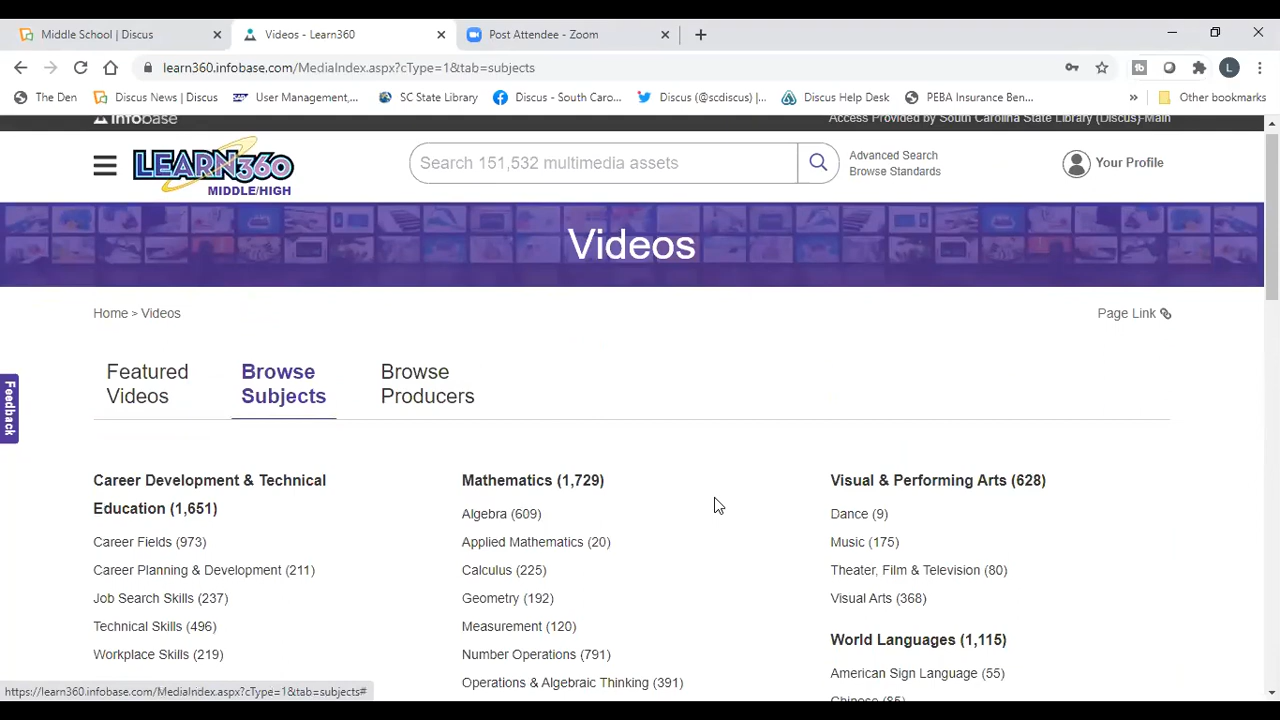 Middle School | Discus
Videos - Learn360
Post Attendee - Zoom
learn360.infobase.com/MediaIndex.aspx?cType=1&tab=subjects
L
The Den
Discus News | Discus
User Management,...
SC State Library
Discus - South Caro...
Discus (@scdiscus) |...
Discus Help Desk
PEBA Insurance Ben...
»
Other bookmarks
infobase
Access Provided by South Carolina State Library (Discus)-Main
LEARN360
MIDDLE/HIGH
Search 151,532 multimedia assets
Advanced Search
Browse Standards
Your Profile
Videos
Home > Videos
Page Link
Featured
Videos
Browse
Subjects
Browse
Producers
Feedback
Career Development & Technical
Education (1,651)
Career Fields (973)
Career Planning & Development (211)
Job Search Skills (237)
Technical Skills (496)
Workplace Skills (219)
Mathematics (1,729)
Algebra (609)
Applied Mathematics (20)
Calculus (225)
Geometry (192)
Measurement (120)
Number Operations (791)
Operations & Algebraic Thinking (391)
Visual & Performing Arts (628)
Dance (9)
Music (175)
Theater, Film & Television (80)
Visual Arts (368)
World Languages (1,115)
American Sign Language (55)
Chinese (85)
https://learn360.infobase.com/MediaIndex.aspx?cType=1&tab=subjects#